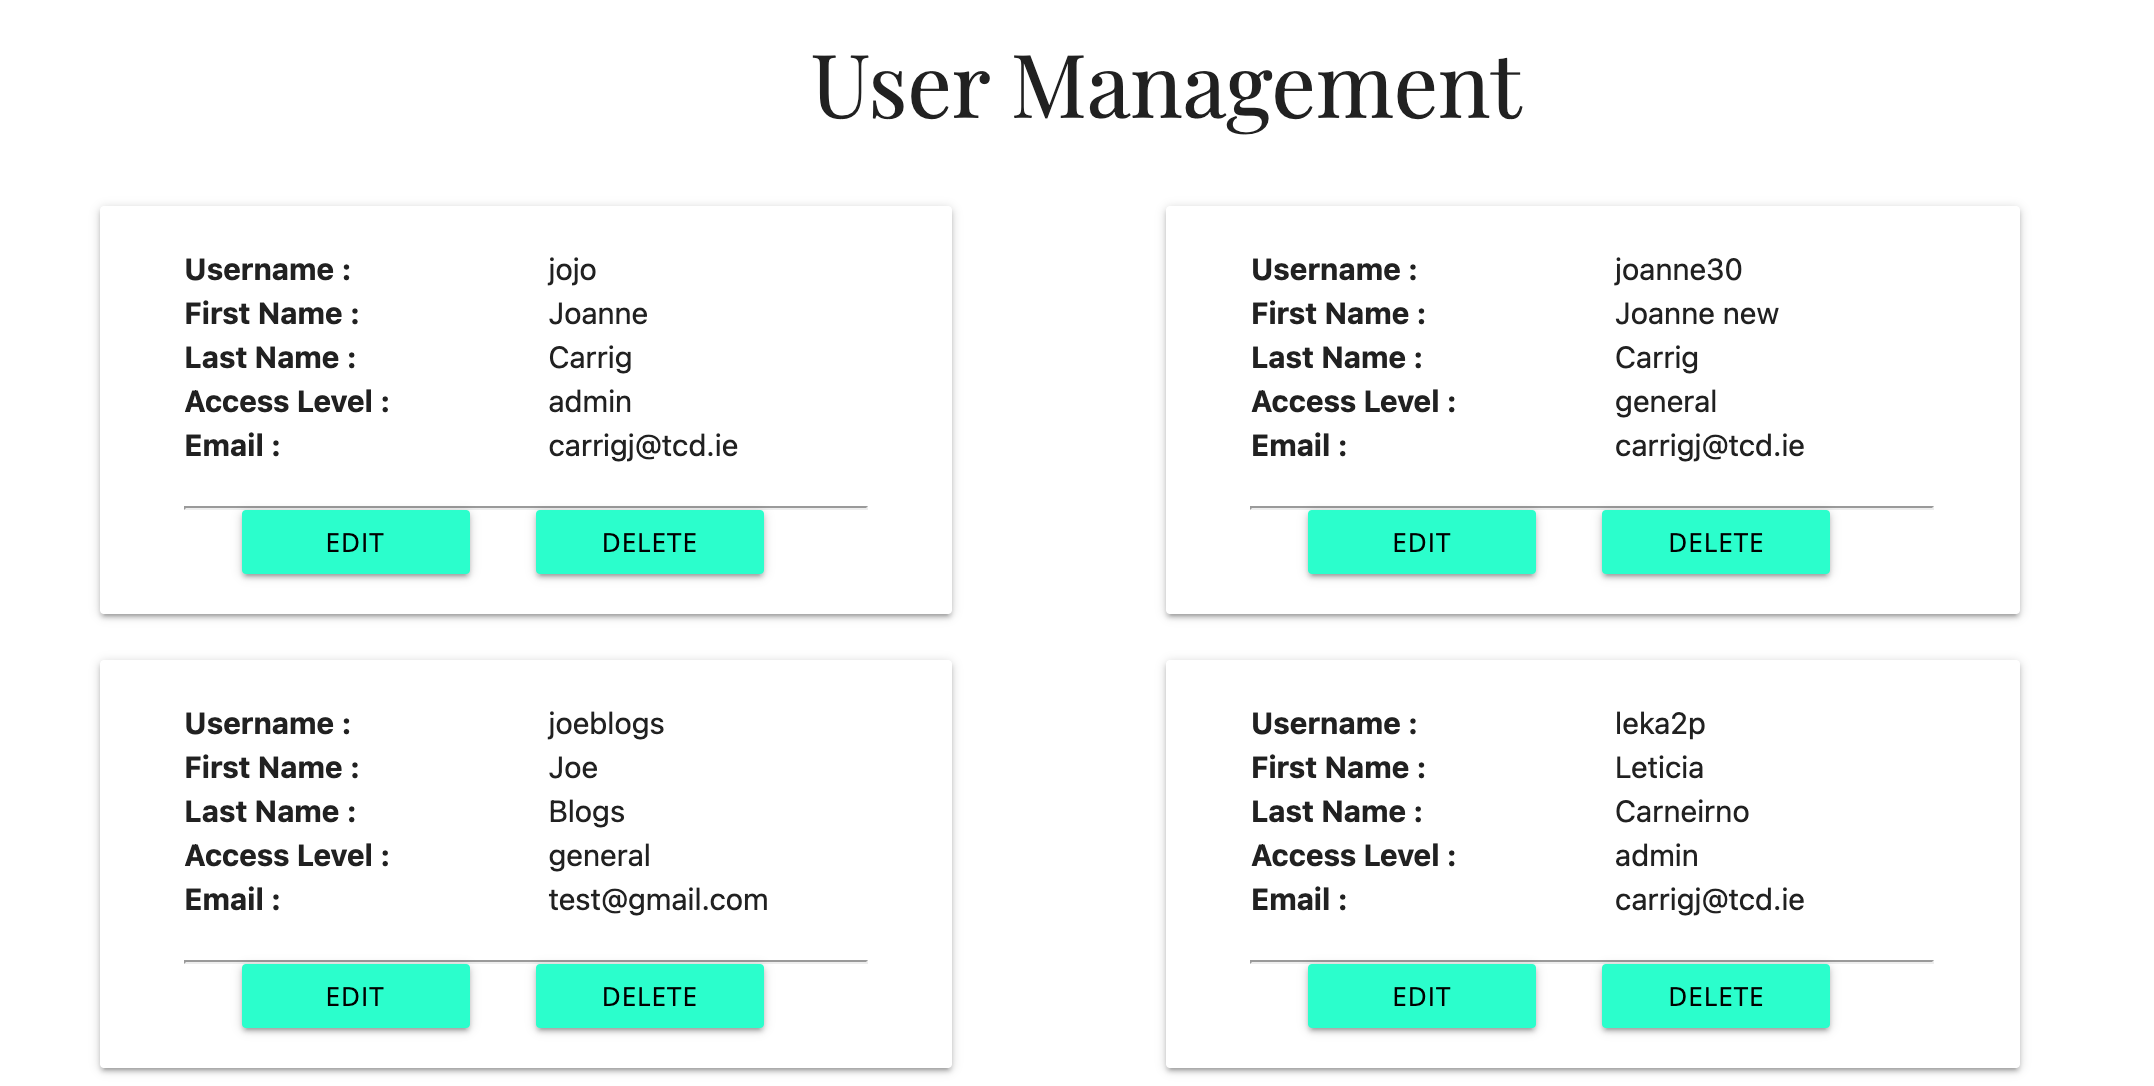 User Management
Username : jojo
First Name : Joanne
Last Name : Carrig
Access Level : admin
Email : carrigj@tcd.ie
EDIT DELETE
Username : joanne30
First Name : Joanne new
Last Name : Carrig
Access Level : general
Email : carrigj@tcd.ie
EDIT DELETE
Username : joeblogs
First Name : Joe
Last Name : Blogs
Access Level : general
Email : test@gmail.com
EDIT DELETE
Username : leka2p
First Name : Leticia
Last Name : Carneirno
Access Level : admin
Email : carrigj@tcd.ie
EDIT DELETE